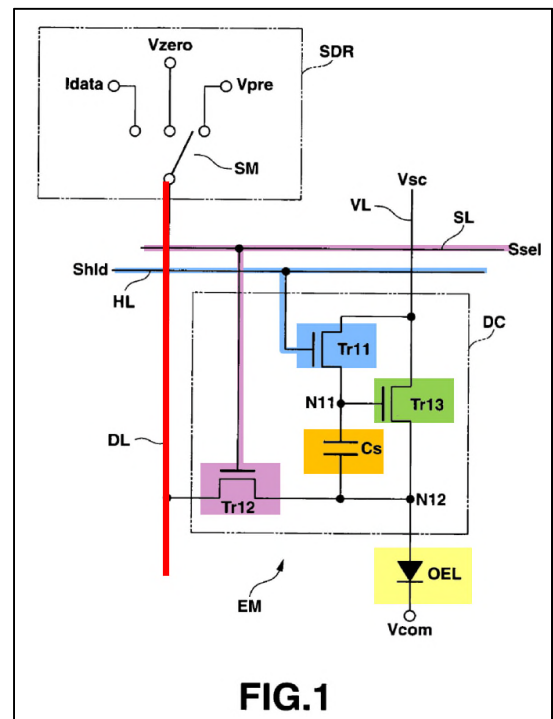 Vzero
SDR
Idata
Vpre
SM
Vsc
VL
SL
Ssel
Shld
HL
DC
Tr11
N11
Tr13
DL
Cs
Tr12
N12
OEL
EM
Vcom
FIG.1